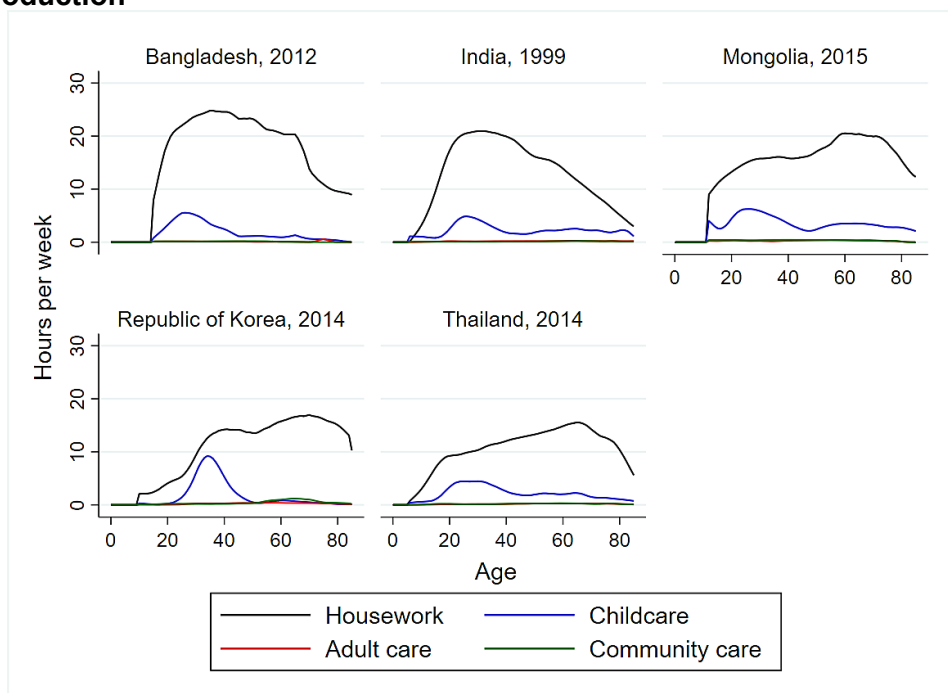 oduction
Bangladesh, 2012
India, 1999
Mongolia, 2015
30
20
10
0
0 20 40 60 80
Republic of Korea, 2014
Thailand, 2014
30
20
10
0
0 20 40 60 80
0 20 40 60 80
Hours per week
Age
Housework
Childcare
Adult care
Community care